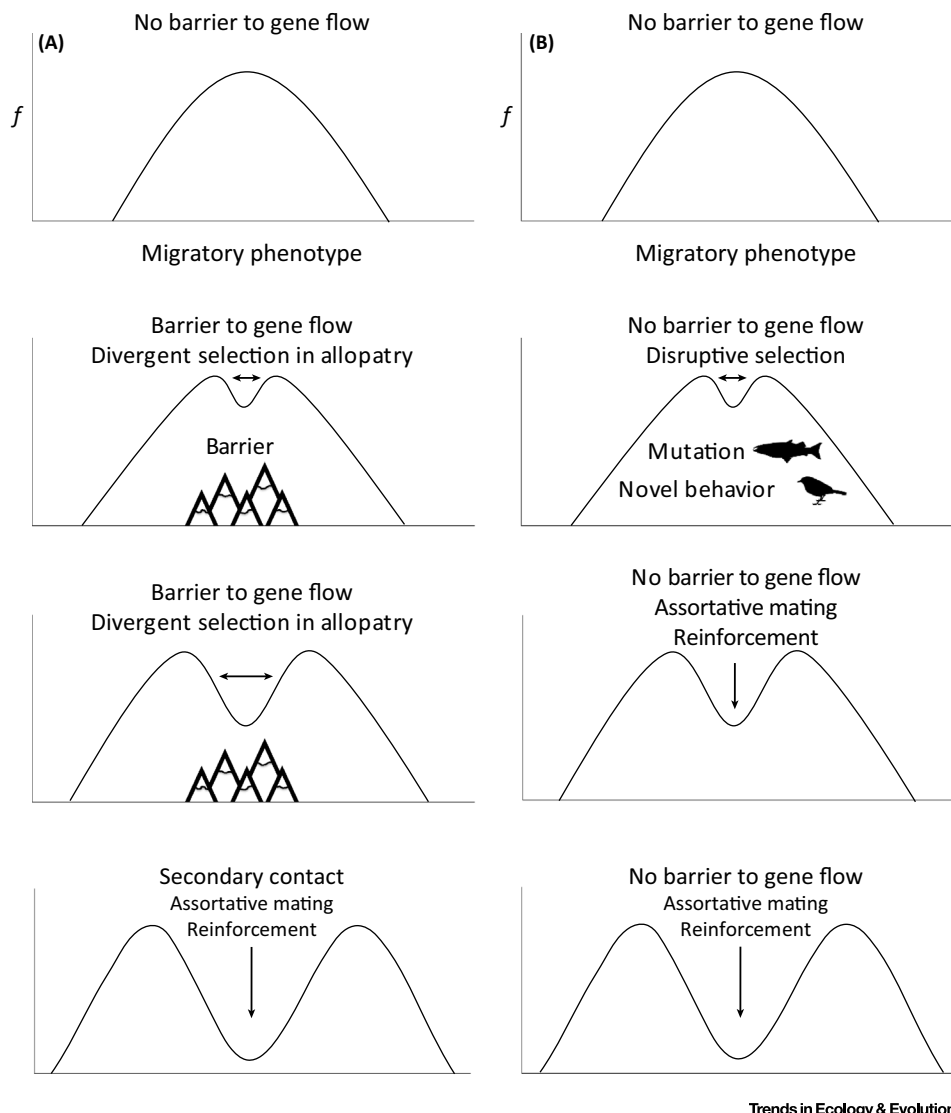 (A)
No barrier to gene flow
f
Migratory phenotype
Barrier to gene flow
Divergent selection in allopatry
Barrier
Barrier to gene flow
Divergent selection in allopatry
Secondary contact
Assortative mating
Reinforcement
(B)
No barrier to gene flow
f
Migratory phenotype
No barrier to gene flow
Disruptive selection
Mutation
Novel behavior
No barrier to gene flow
Assortative mating
Reinforcement
No barrier to gene flow
Assortative mating
Reinforcement
Trends in Ecology & Evolution